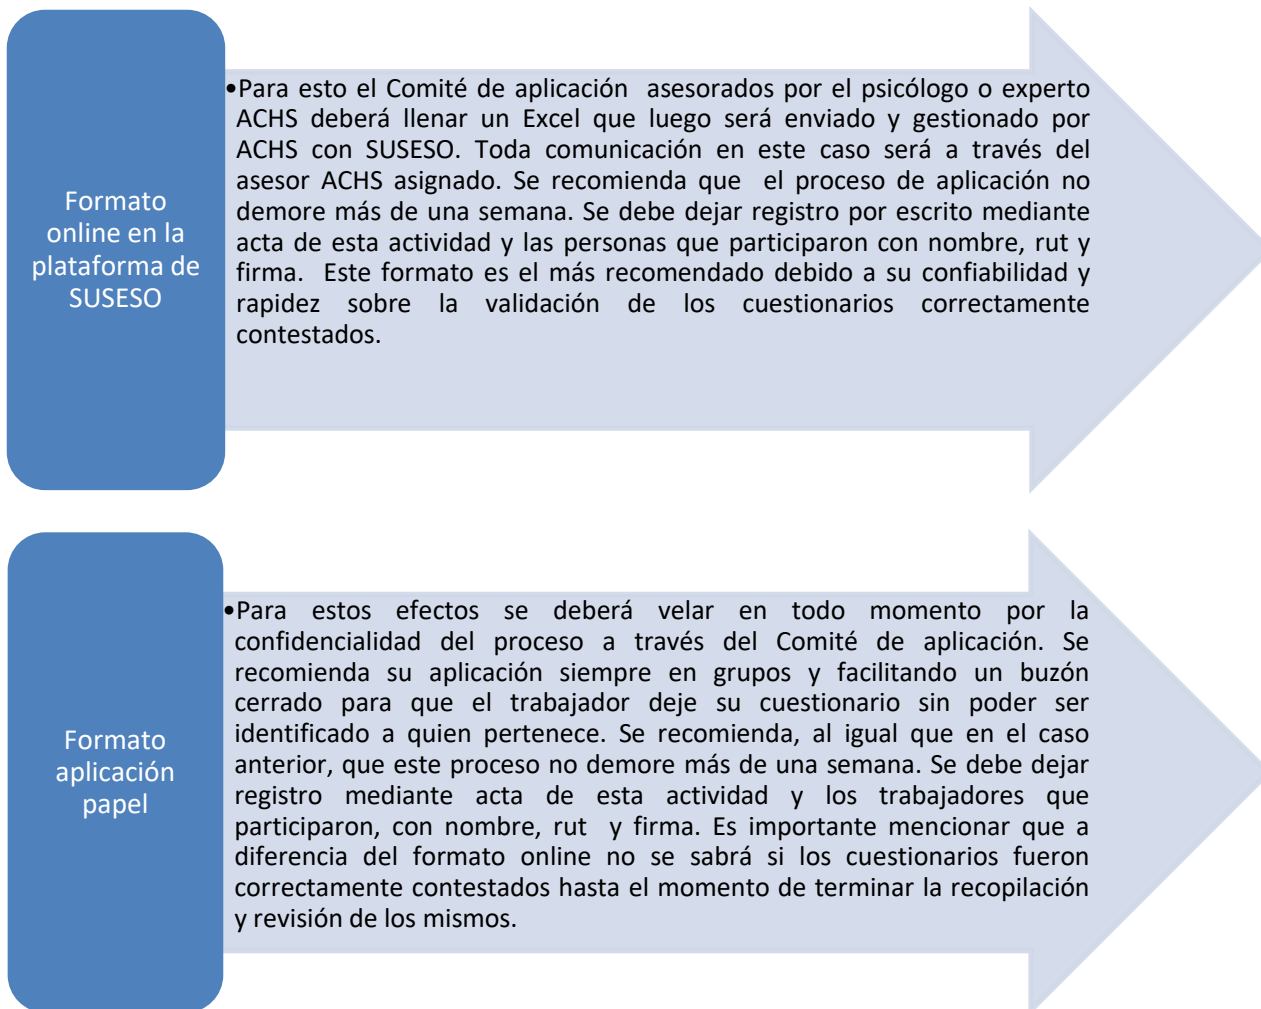 Formato
online en la
plataforma de
SUSESO
•Para esto el Comité de aplicación asesorados por el psicólogo o experto
ACHS deberá llenar un Excel que luego será enviado y gestionado por
ACHS con SUSESO. Toda comunicación en este caso será a través del
asesor ACHS asignado. Se recomienda que el proceso de aplicación no
demore más de una semana. Se debe dejar registro por escrito mediante
acta de esta actividad y las personas que participaron con nombre, rut y
firma. Este formato es el más recomendado debido a su confiabilidad y
rapidez sobre la validación de los cuestionarios correctamente
contestados.
Formato
aplicación
papel
•Para estos efectos se deberá velar en todo momento por la
confidencialidad del proceso a través del Comité de aplicación. Se
recomienda su aplicación siempre en grupos y facilitando un buzón
cerrado para que el trabajador deje su cuestionario sin poder ser
identificado a quien pertenece. Se recomienda, al igual que en el caso
anterior, que este proceso no demore más de una semana. Se debe dejar
registro mediante acta de esta actividad y los trabajadores que
participaron, con nombre, rut y firma. Es importante mencionar que a
diferencia del formato online no se sabrá si los cuestionarios fueron
correctamente contestados hasta el momento de terminar la recopilación
y revisión de los mismos.